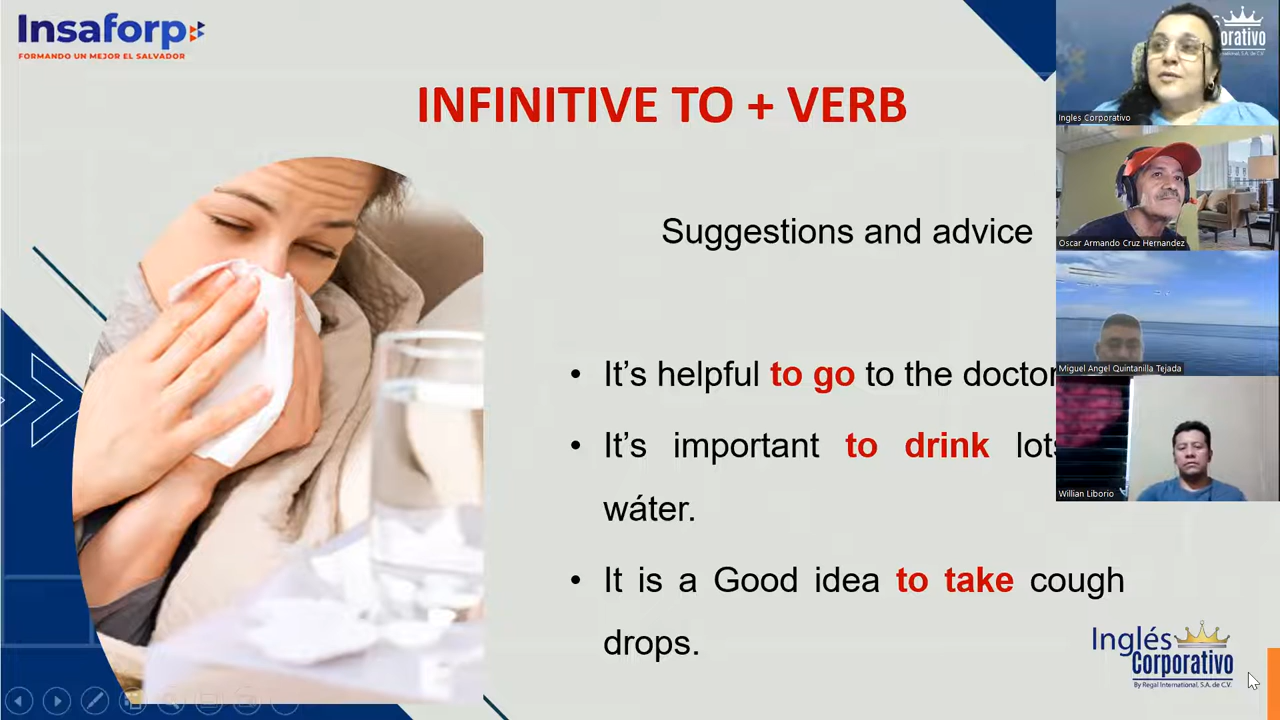 Insaforp
FORMANDO UN MEJOR EL SALVADOR
INFINITIVE TO + VERB
Suggestions and advice
• It's helpful to go to the doctor
• It's important to drink lots
wáter.
• It is a Good idea to take cough
drops.
Inglés
Corporativo
By Regal International, S.A. de C.V.
orativo
Ingles Corporativo
Oscar Armando Cruz Hernandez
Miguel Angel Quintanilla Tejada
Willian Liborio